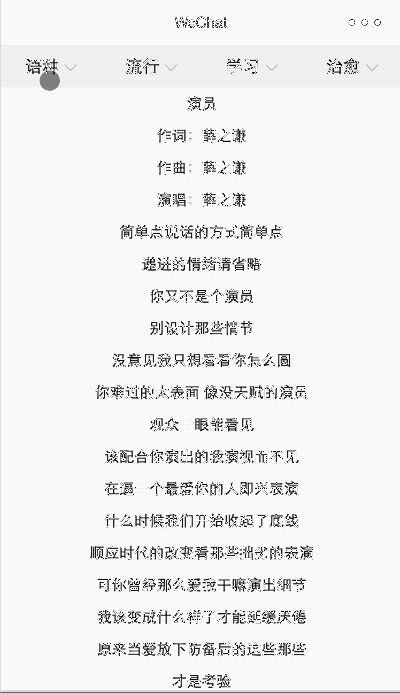 WeChat
语种 流行 学习 治愈
演员
作词：薛之谦
作曲：薛之谦
演唱：薛之谦
简单点说话的方式简单点
递进的情绪请省略
你又不是个演员
别设计那些情节
没意见我只想看看你怎么圆
你难过的太表面 像没天赋的演员
观众一眼能看见
该配合你演出的我演视而不见
在逼一个最爱你的人即兴表演
什么时候我们开始收起了底线
顺应时代的改变看那些拙劣的表演
可你曾经那么爱我干嘛演出细节
我该变成什么样子才能延缓厌倦
原来当爱放下防备后的这些那些
才是考验